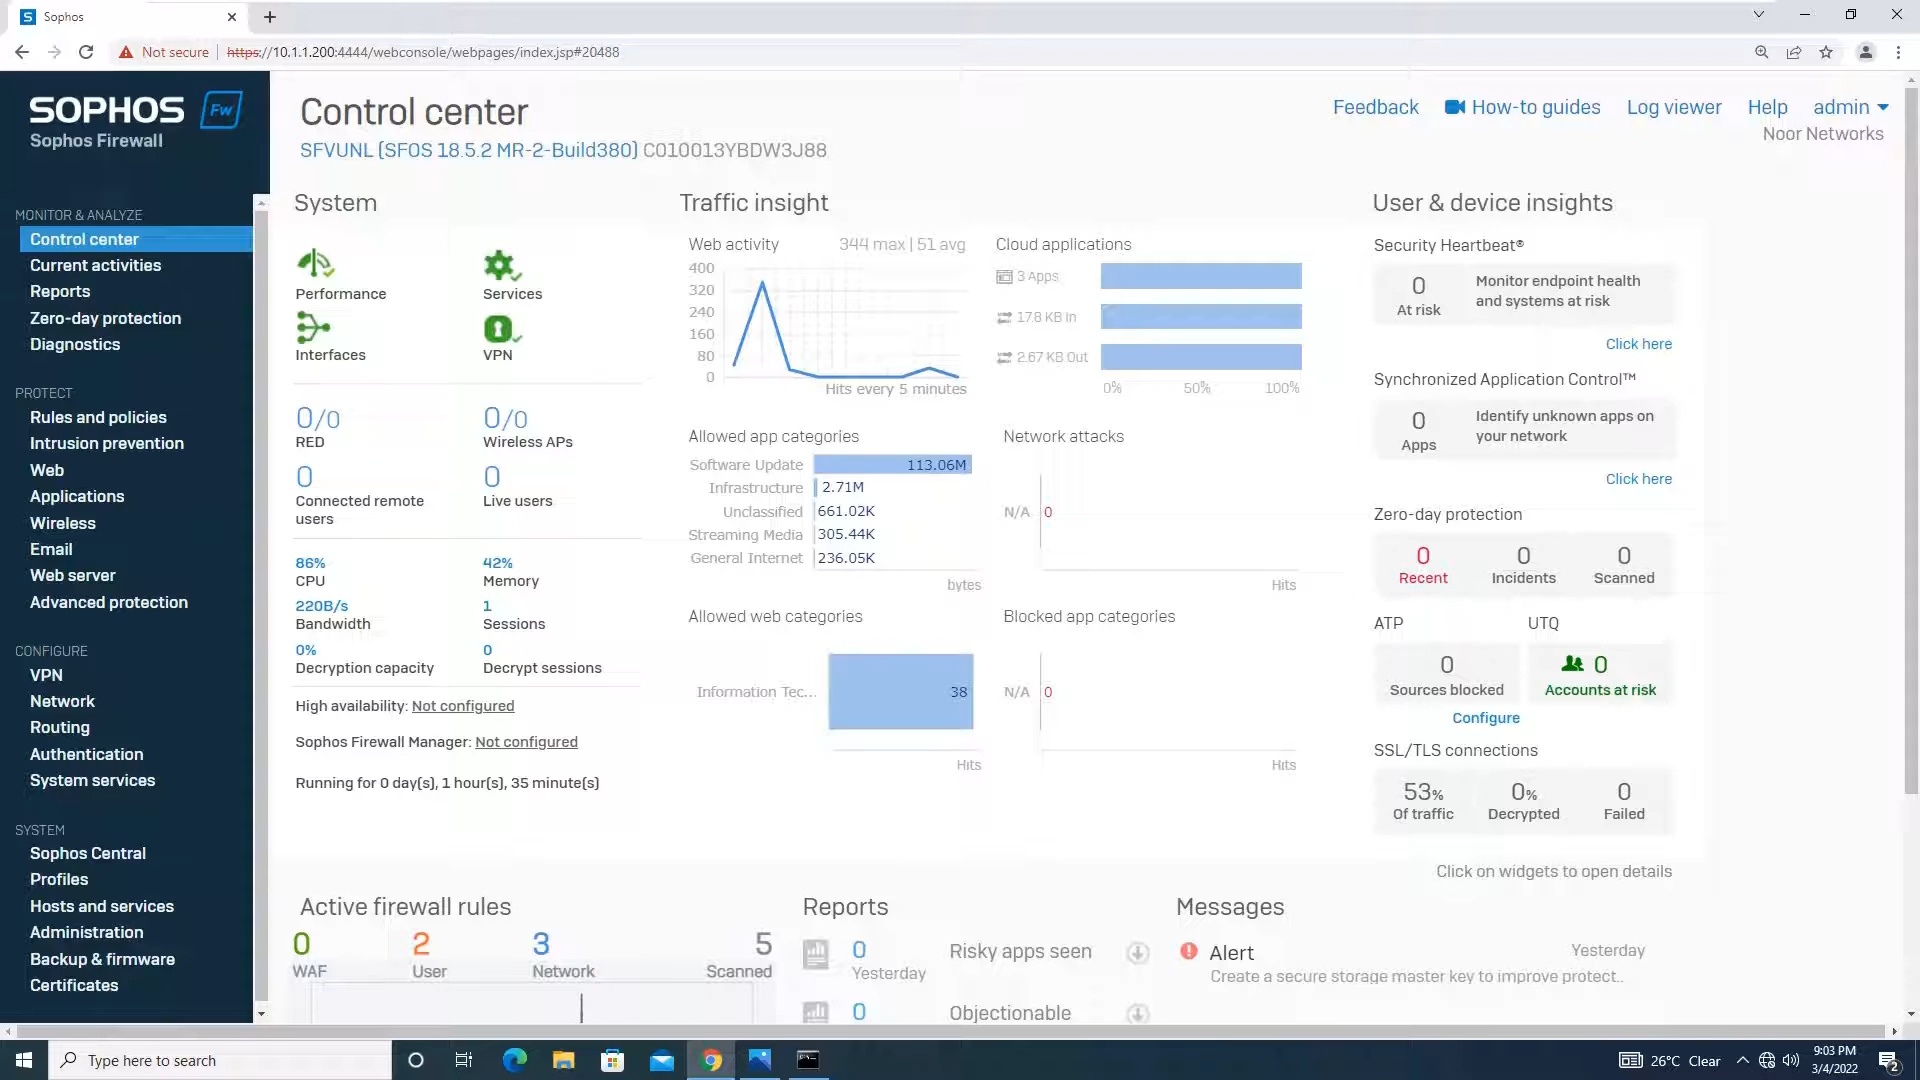 Sophos
Not secure https://10.1.1.200:4444/webconsole/webpages/index.jsp#20488
SOPHOS Fw
Sophos Firewall
MONITOR & ANALYZE
Control center
Current activities
Reports
Zero-day protection
Diagnostics
PROTECT
Rules and policies
Intrusion prevention
Web
Applications
Wireless
Email
Web server
Advanced protection
CONFIGURE
VPN
Network
Routing
Authentication
System services
SYSTEM
Sophos Central
Profiles
Hosts and services
Administration
Backup & firmware
Certificates
Control center
SFVUNL (SFOS 18.5.2 MR-2-Build380) C010013YBDW3J88
Feedback How-to guides Log viewer Help admin
Noor Networks
System
Performance Services
Interfaces VPN
0/0 0/0
RED Wireless APs
0 0
Connected remote users Live users
86% 42%
CPU Memory
220B/s 1
Bandwidth Sessions
0% 0
Decryption capacity Decrypt sessions
High availability: Not configured
Sophos Firewall Manager: Not configured
Running for 0 day(s), 1 hour(s), 35 minute(s)
Traffic insight
Web activity 344 max | 51 avg
400
320
240
160
80
0
Hits every 5 minutes
Cloud applications
3 Apps
17.8 KB In
2.67 KB Out
0% 50% 100%
Allowed app categories
Software Update 113.06M
Infrastructure 2.71M
Unclassified 661.02K
Streaming Media 305.44K
General Internet 236.05K
bytes
Network attacks
N/A 0
Hits
Allowed web categories
Information Tec... 38
Hits
Blocked app categories
N/A 0
Hits
User & device insights
Security Heartbeat®
0 Monitor endpoint health
At risk and systems at risk
Click here
Synchronized Application Control™
0 Identify unknown apps on
Apps your network
Click here
Zero-day protection
0 0 0
Recent Incidents Scanned
ATP UTQ
0 0
Sources blocked Accounts at risk
Configure
SSL/TLS connections
53% 0% 0
Of traffic Decrypted Failed
Click on widgets to open details
Active firewall rules
0 2 3 5
WAF User Network Scanned
Reports
0 Risky apps seen
Yesterday
0 Objectionable
Messages
Alert Yesterday
Create a secure storage master key to improve protect..
Type here to search
26°C Clear
9:03 PM
3/4/2022
2